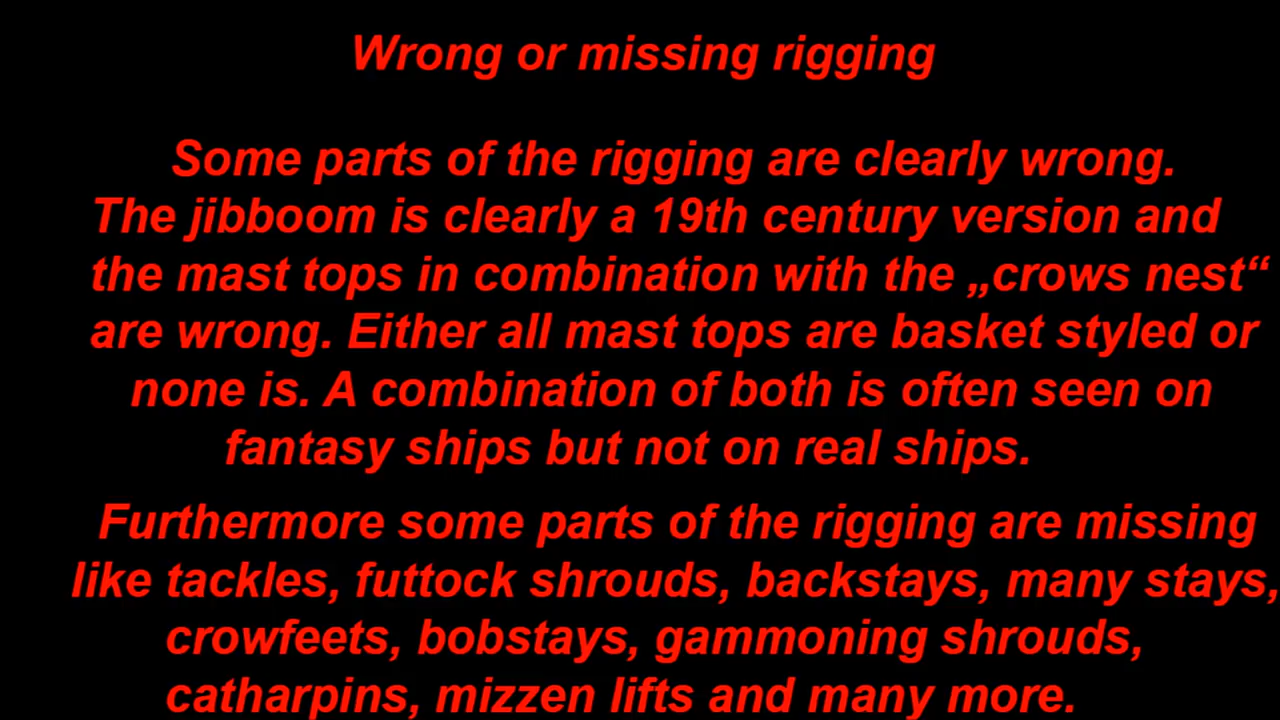 Wrong or missing rigging
Some parts of the rigging are clearly wrong.
The jibboom is clearly a 19th century version and
the mast tops in combination with the „crows nest“
are wrong. Either all mast tops are basket styled or
none is. A combination of both is often seen on
fantasy ships but not on real ships.
Furthermore some parts of the rigging are missing
like tackles, futtock shrouds, backstays, many stays,
crowfeets, bobstays, gammoning shrouds,
catharpins, mizzen lifts and many more.